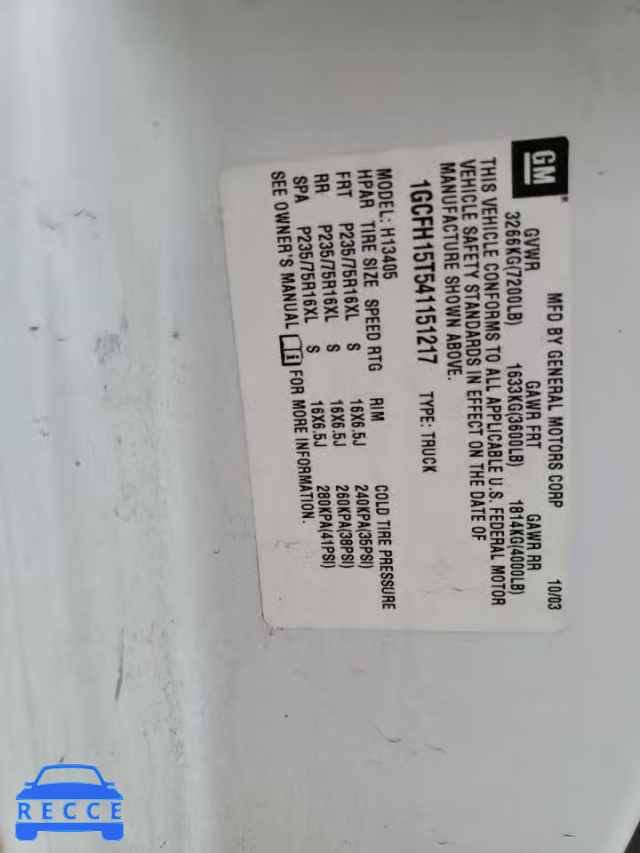 GM
MFD BY GENERAL MOTORS CORP 10/03
GVWR GAWR FRT GAWR RR
3266KG(7200LB) 1633KG(3600LB) 1814KG(4000LB)
THIS VEHICLE CONFORMS TO ALL APPLICABLE U.S. FEDERAL MOTOR
VEHICLE SAFETY STANDARDS IN EFFECT ON THE DATE OF
MANUFACTURE SHOWN ABOVE.
1GCFH15T541151217 TYPE: TRUCK
MODEL: H13405
HPAR TIRE SIZE SPEED RTG RIM COLD TIRE PRESSURE
FRT P235/75R16XL S 16X6.5J 240KPA(35PSI)
RR P235/75R16XL S 16X6.5J 260KPA(38PSI)
SPA P235/75R16XL S 16X6.5J 280KPA(41PSI)
SEE OWNER'S MANUAL FOR MORE INFORMATION.
RECCE